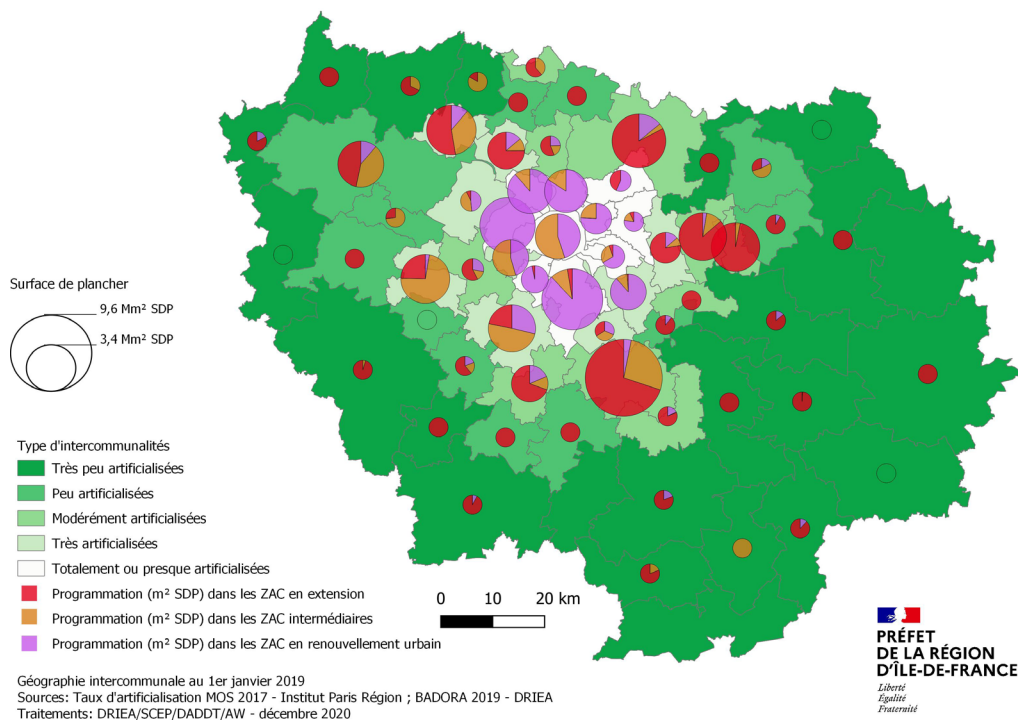 Surface de plancher
9,6 Mm² SDP
3,4 Mm² SDP
Type d'intercommunalités
Très peu artificialisées
Peu artificialisées
Modérément artificialisées
Très artificialisées
Totalement ou presque artificialisées
Programmation (m² SDP) dans les ZAC en extension
Programmation (m² SDP) dans les ZAC intermédiaires
Programmation (m² SDP) dans les ZAC en renouvellement urbain
0 10 20 km
Géographie intercommunale au 1er janvier 2019
Sources: Taux d'artificialisation MOS 2017 - Institut Paris Région ; BADORA 2019 - DRIEA
Traitements: DRIEA/SCEP/DADDT/AW - décembre 2020
PRÉFET
DE LA RÉGION
D'ÎLE-DE-FRANCE
Liberté
Égalité
Fraternité